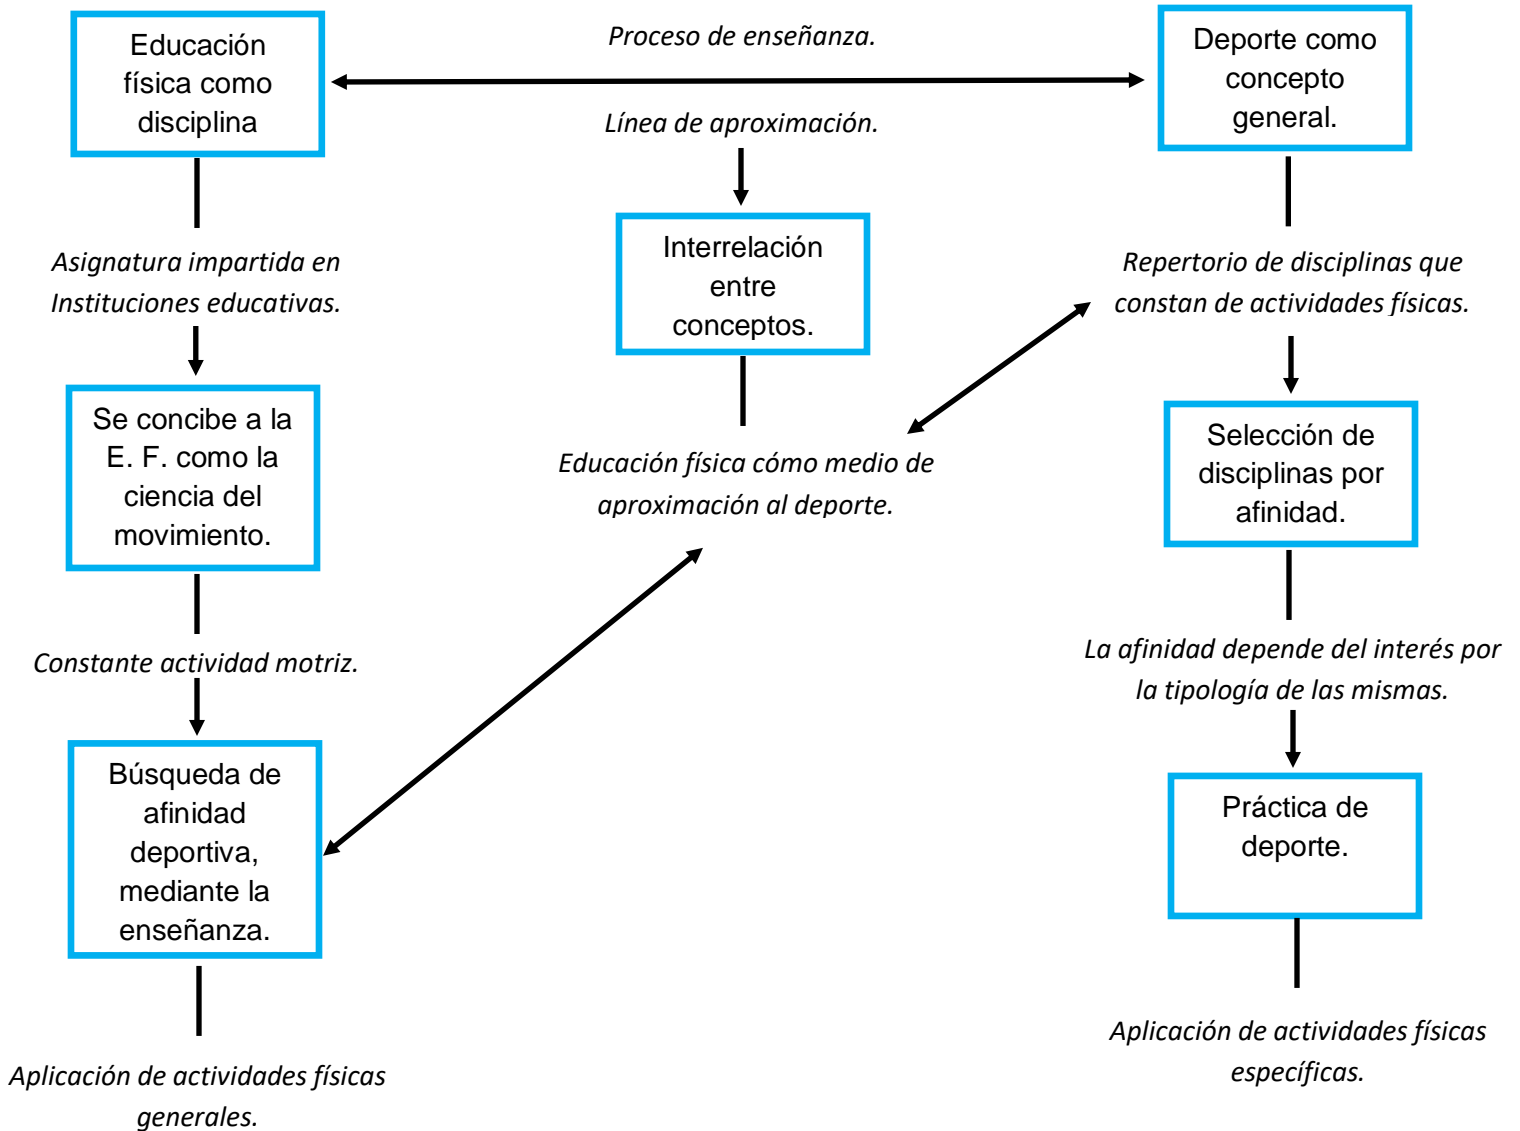 Educación
física como
disciplina
Proceso de enseñanza.
Línea de aproximación.
Deporte como
concepto
general.
Asignatura impartida en
Instituciones educativas.
Interrelación
entre
conceptos.
Repertorio de disciplinas que
constan de actividades físicas.
Se concibe a la
E. F. como la
ciencia del
movimiento.
Educación física cómo medio de
aproximación al deporte.
Selección de
disciplinas por
afinidad.
Constante actividad motriz.
La afinidad depende del interés por
la tipología de las mismas.
Búsqueda de
afinidad
deportiva,
mediante la
enseñanza.
Práctica de
deporte.
Aplicación de actividades físicas
generales.
Aplicación de actividades físicas
específicas.